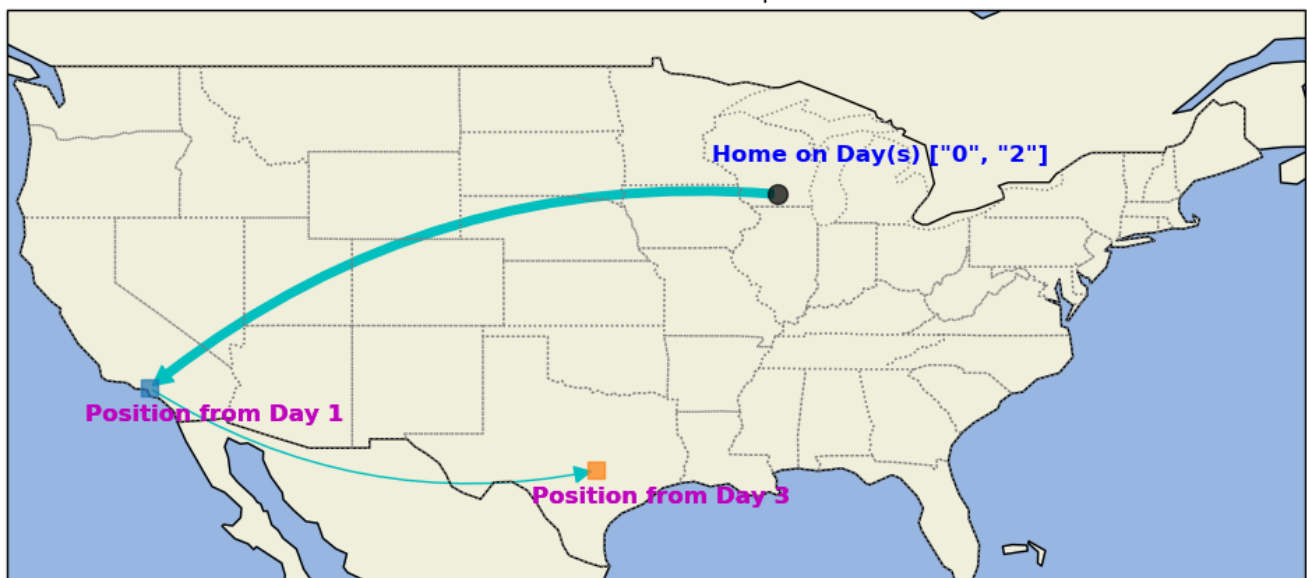 Home on Day(s) ["0", "2"]
Position from Day 1
Position from Day 3